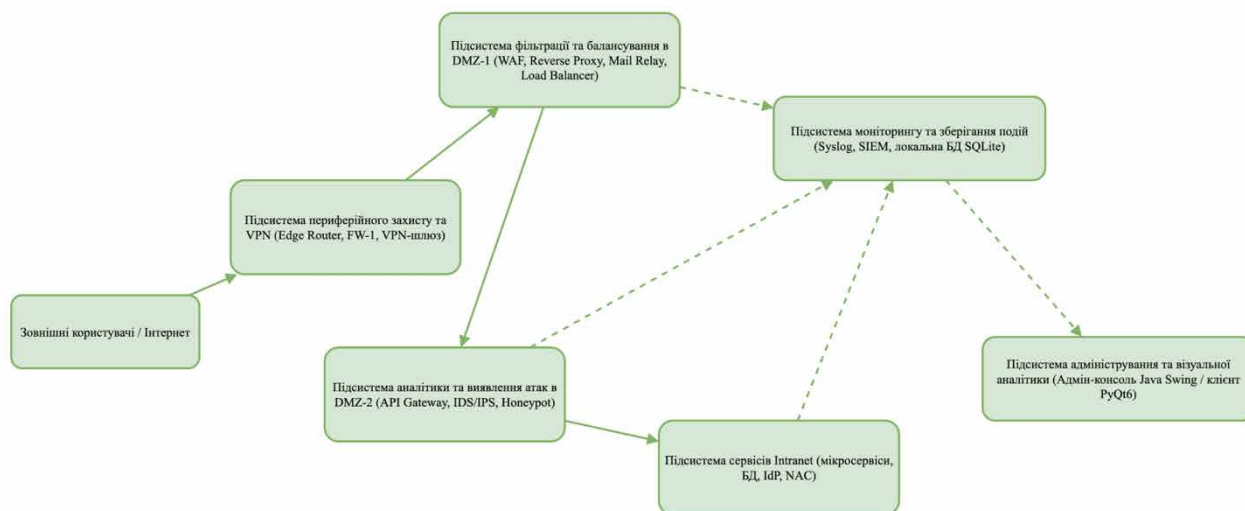 Підсистема фільтрації та балансування в
DMZ-1 (WAF, Reverse Proxy, Mail Relay,
Load Balancer)
Підсистема моніторингу та зберігання подій
(Syslog, SIEM, локальна БД SQLite)
Підсистема периферійного захисту та
VPN (Edge Router, FW-1, VPN-шлюз)
Зовнішні користувачі / Інтернет
Підсистема аналітики та виявлення атак в
DMZ-2 (API Gateway, IDS/IPS, Honeypot)
Підсистема адміністрування та візуальної
аналітики (Адмін-консоль Java Swing / клієнт
PyQt6)
Підсистема сервісів Intranet (мікросервіси,
БД, IdP, NAC)